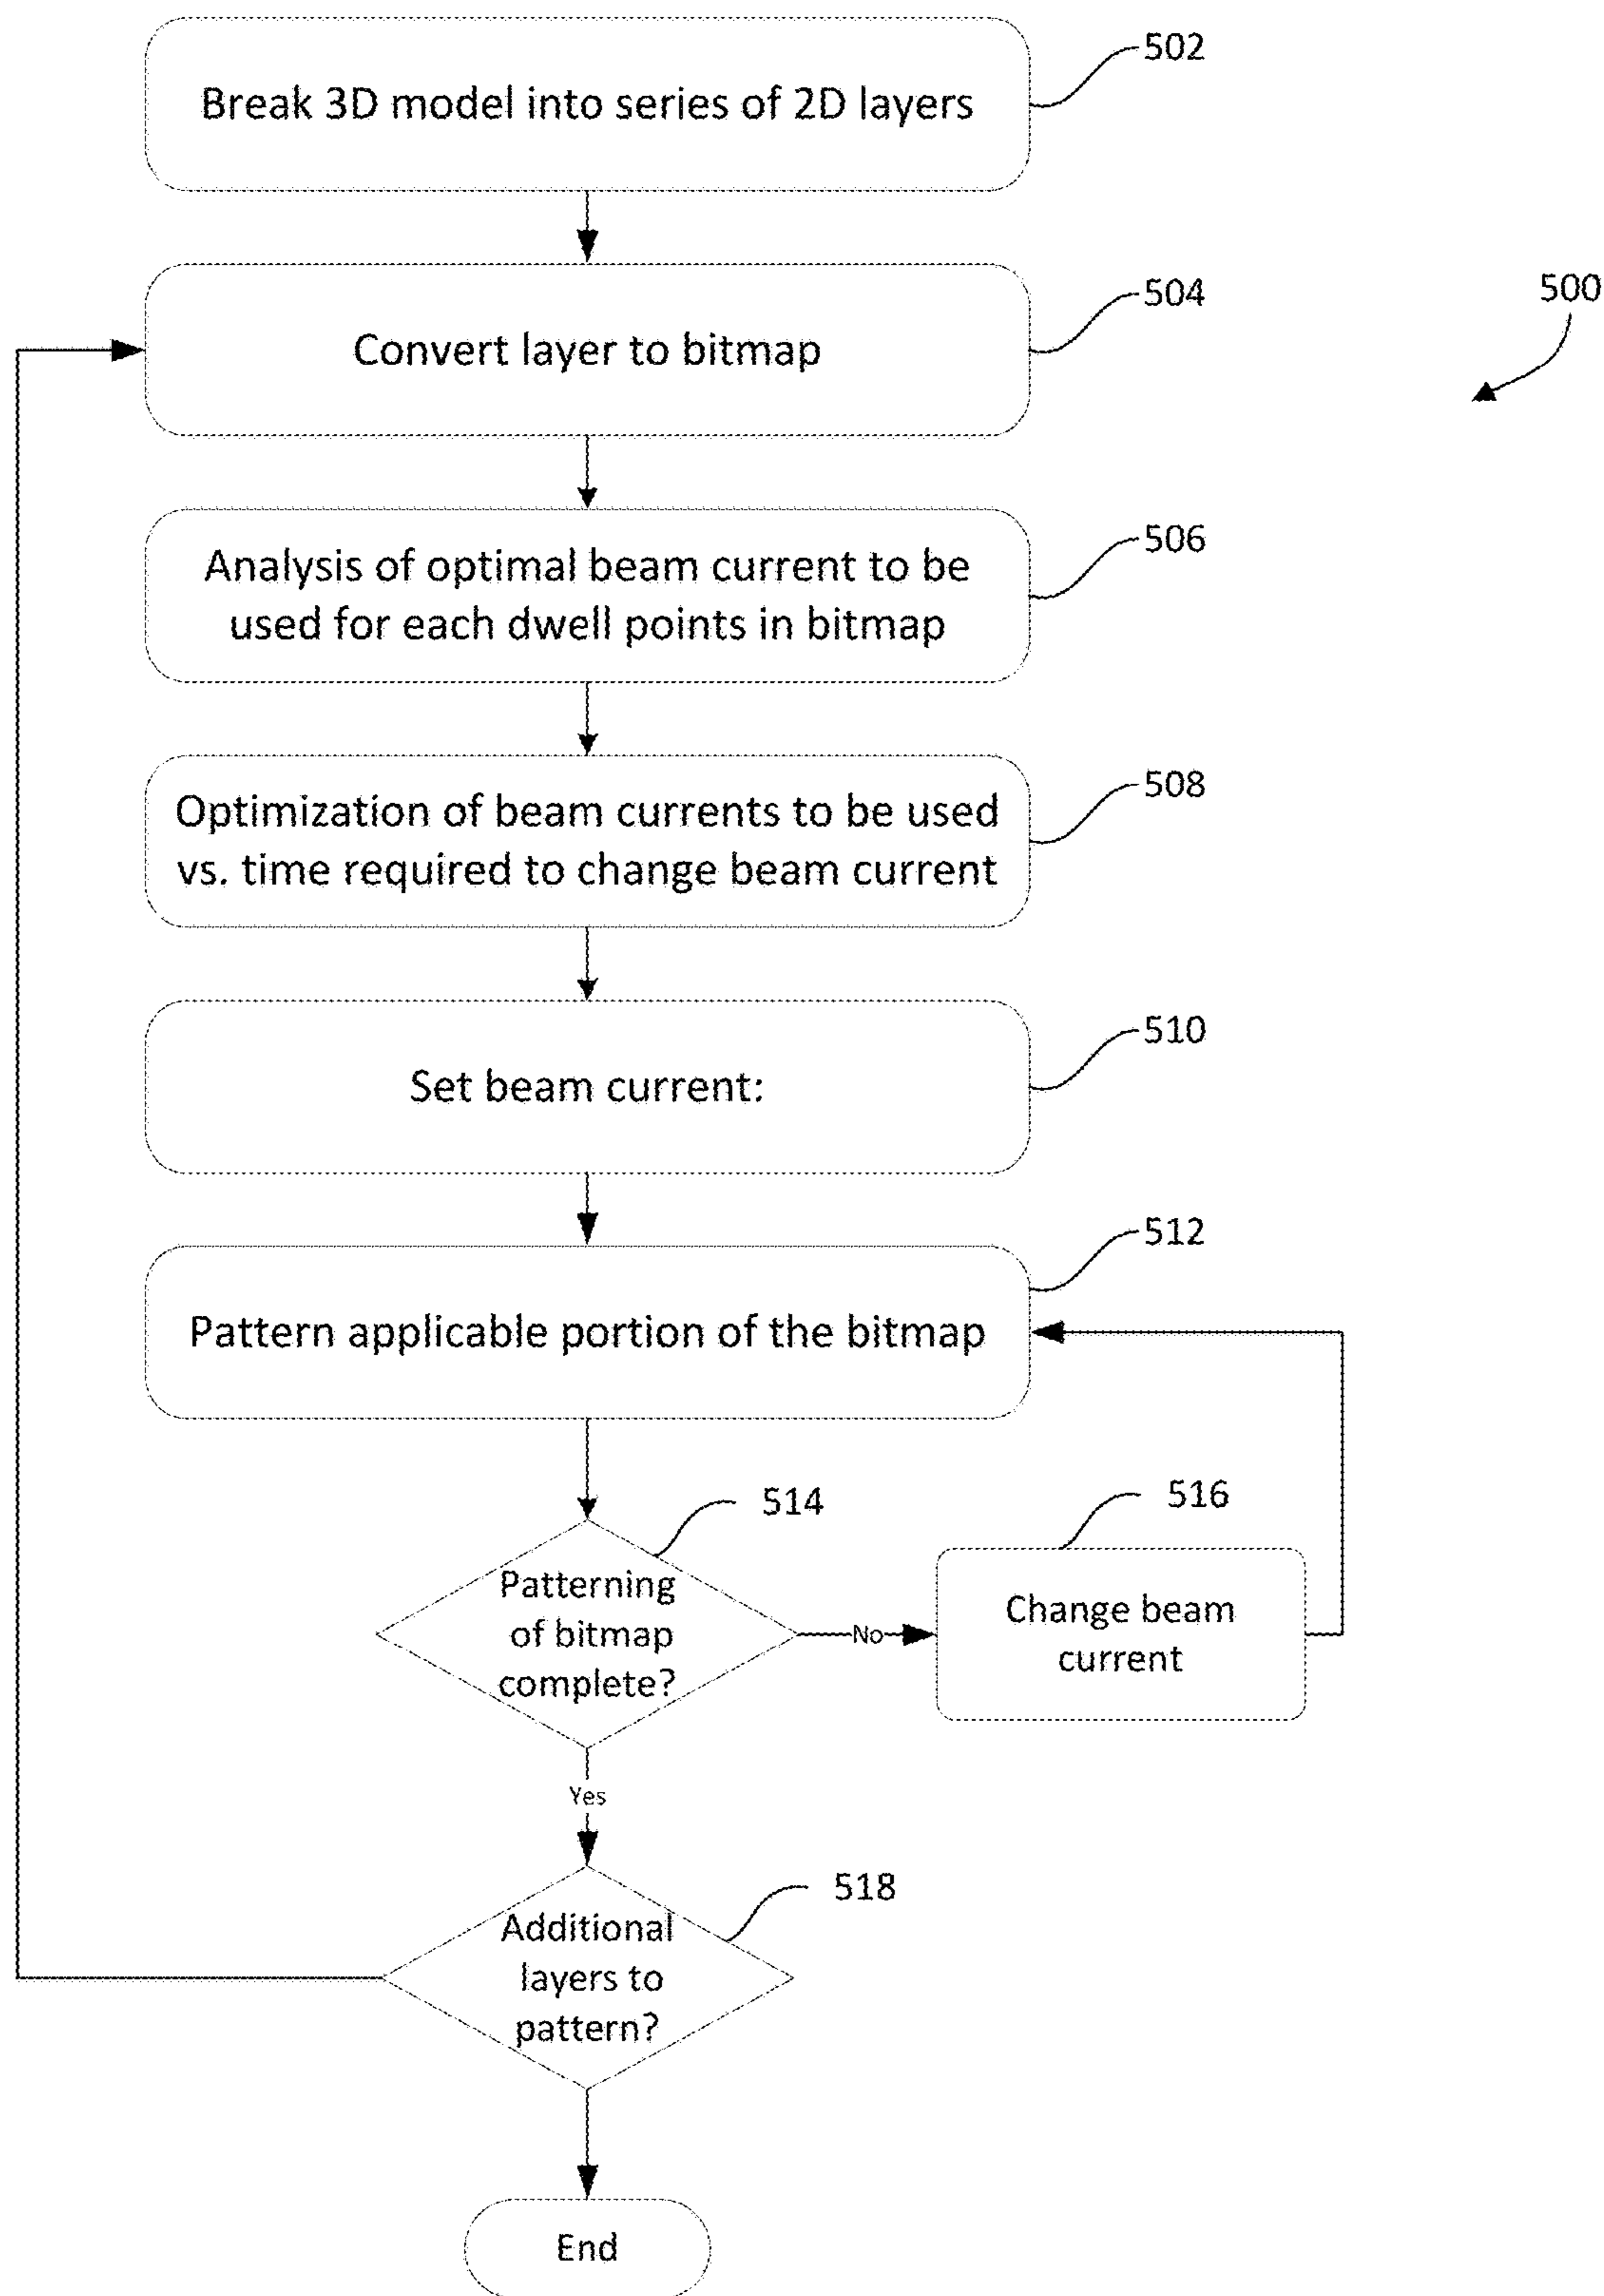 502
Break 3D model into series of 2D layers
504
500
Convert layer to bitmap
506
Analysis of optimal beam current to be
used for each dwell points in bitmap
508
Optimization of beam currents to be used
vs. time required to change beam current
510
Set beam current:
512
Pattern applicable portion of the bitmap
514
516
Patterning
of bitmap
complete?
No
Change beam
current
Yes
518
Additional
layers to
pattern?
End